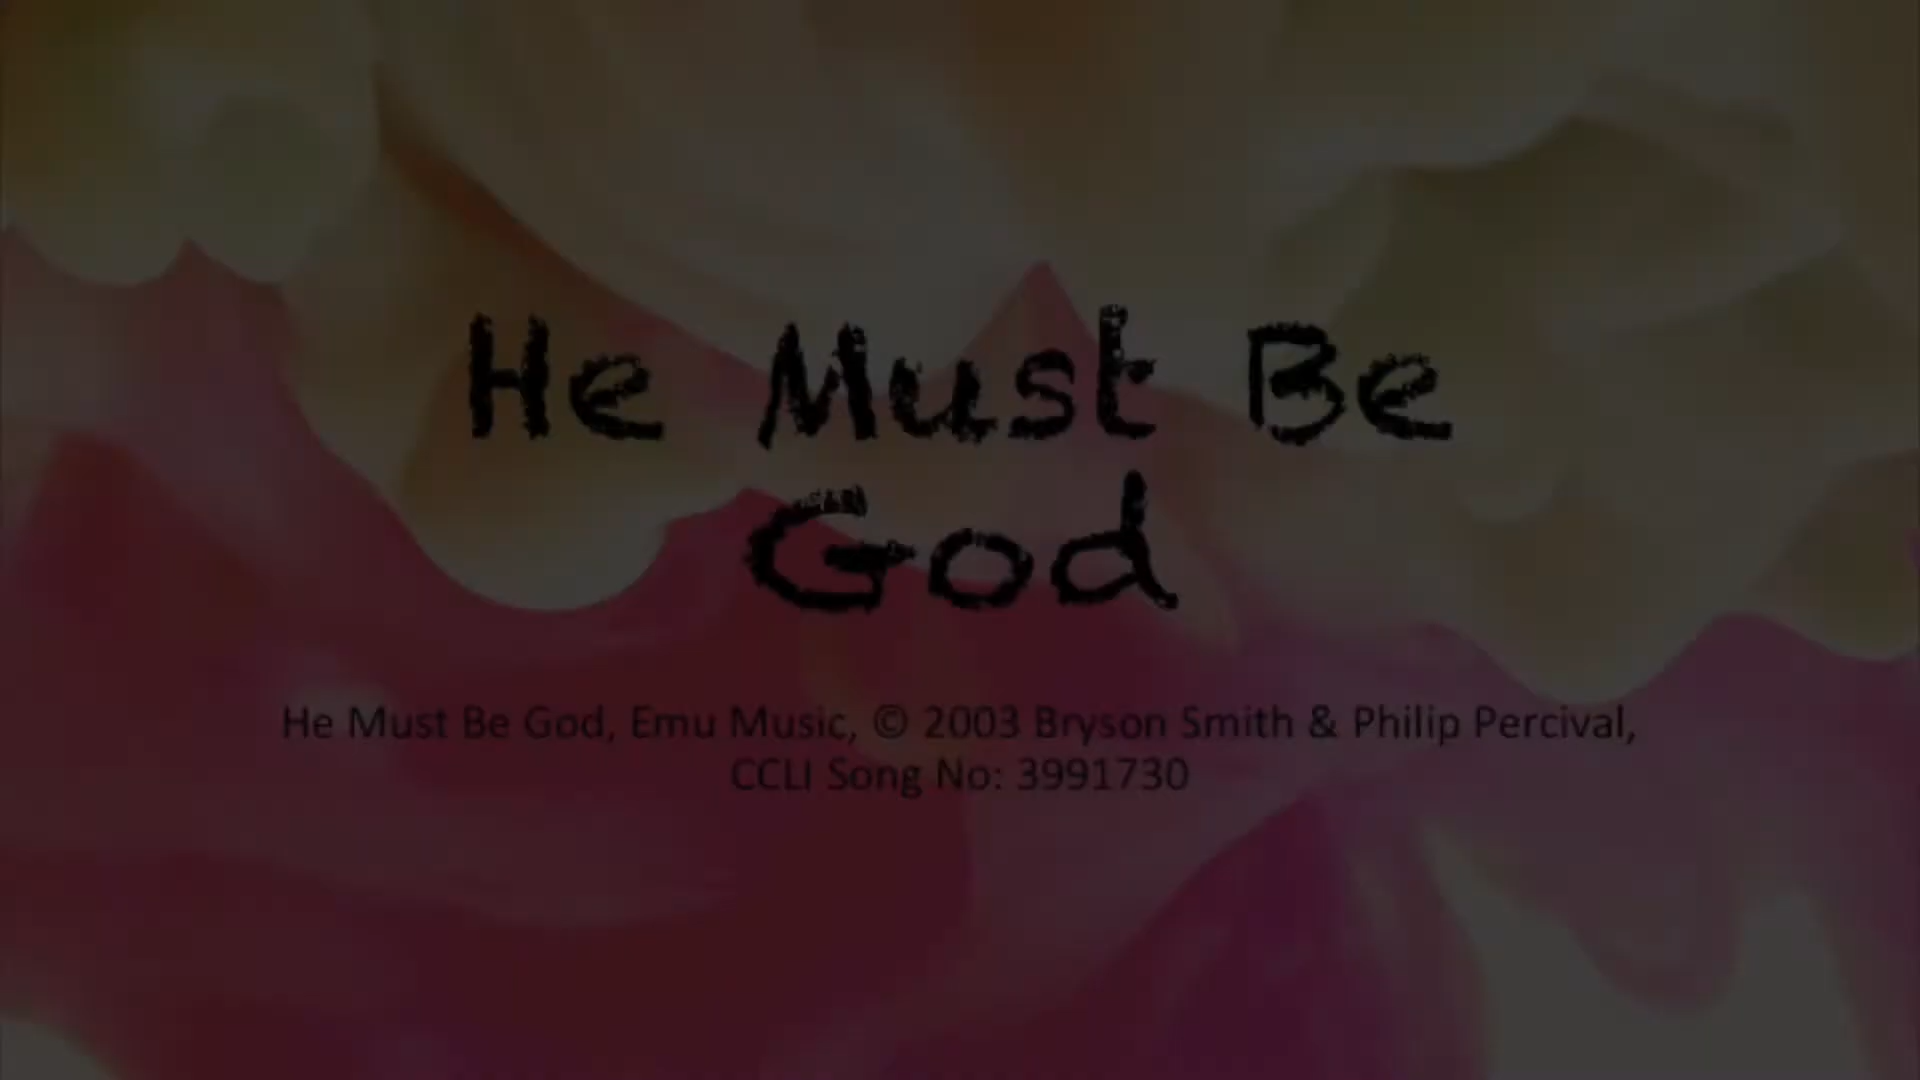 He Must Be
God
He Must Be God, Emu Music, © 2003 Bryson Smith & Philip Percival,
CCLI Song No: 3991730